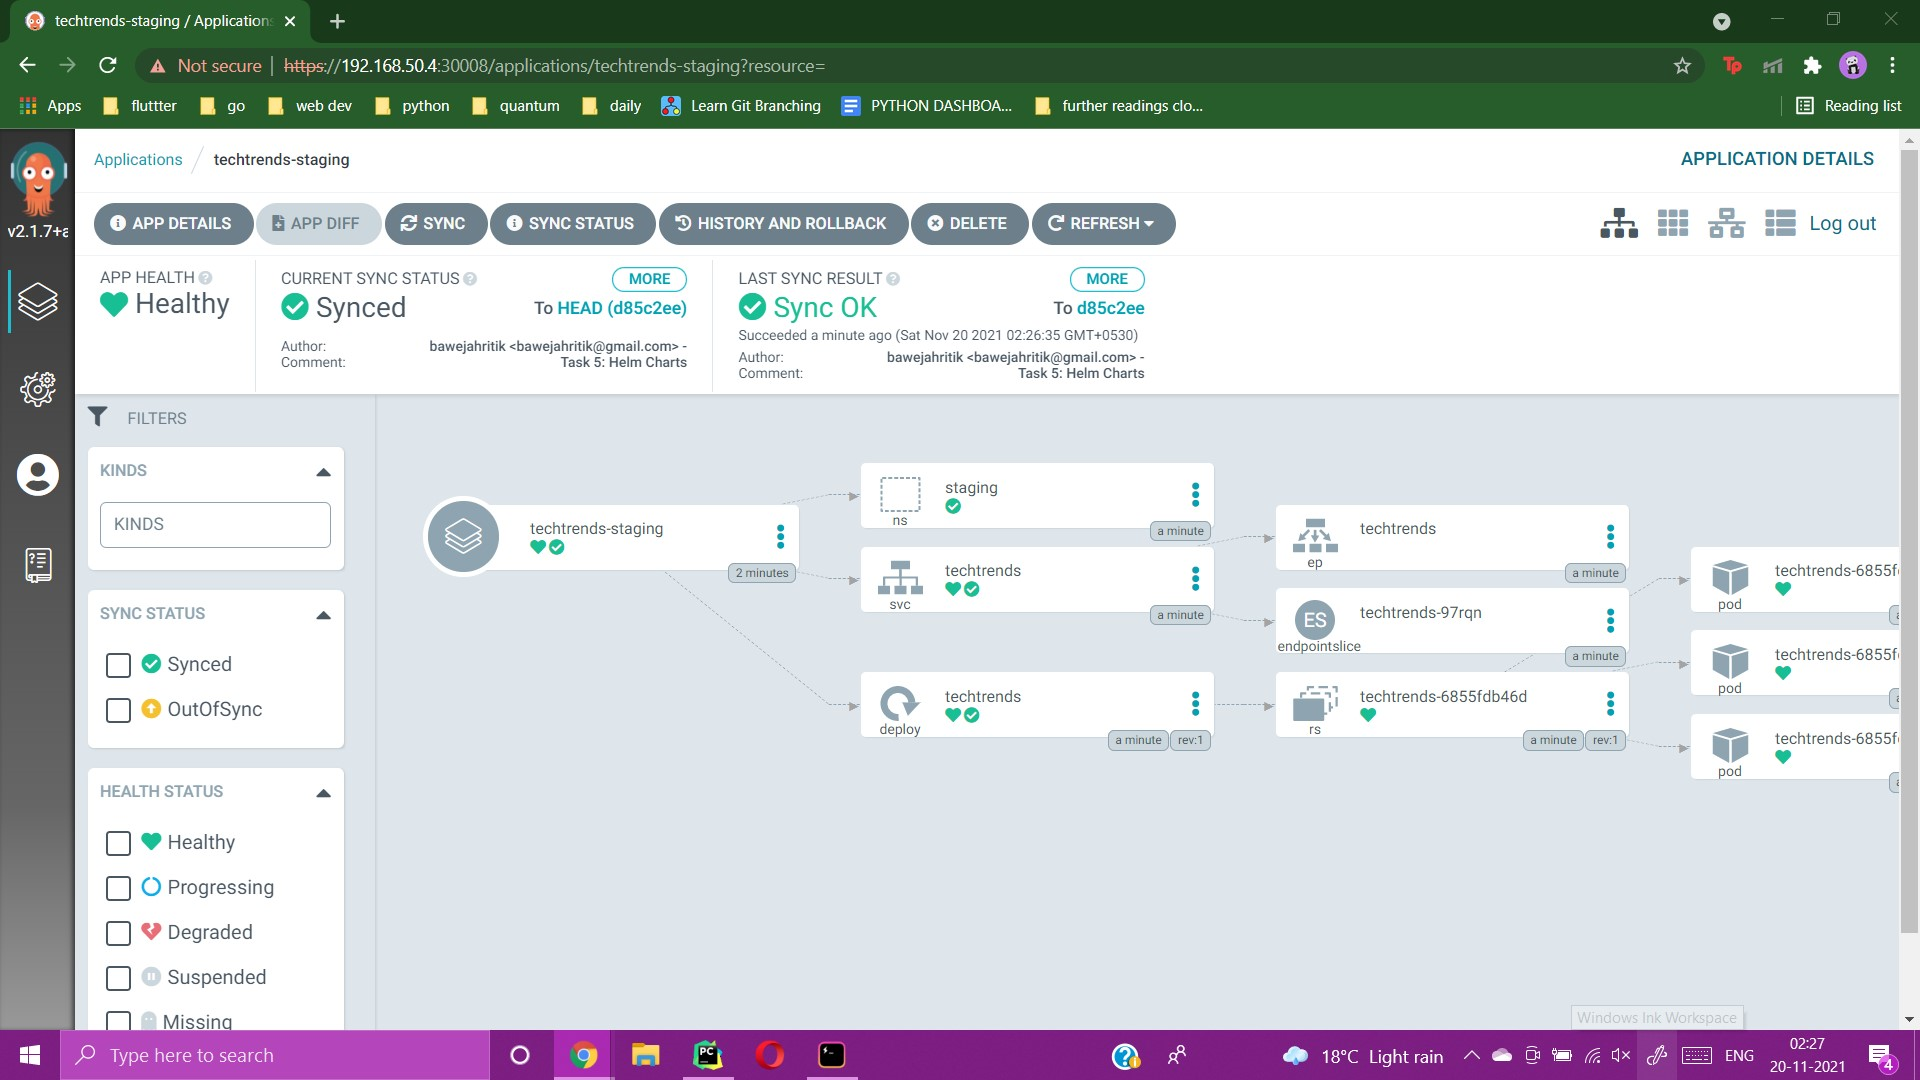 techtrends-staging / Application
Not secure | https://192.168.50.4:30008/applications/techtrends-staging?resource=
Apps fluttter go web dev python quantum daily Learn Git Branching PYTHON DASHBOA... further readings clo... Reading list
v2.1.7+a
Applications / techtrends-staging
APPLICATION DETAILS
APP DETAILS APP DIFF SYNC SYNC STATUS HISTORY AND ROLLBACK DELETE REFRESH Log out
APP HEALTH
Healthy
CURRENT SYNC STATUS MORE
Synced To HEAD (d85c2ee)
Author: bawejahritik <bawejahritik@gmail.com> -
Comment: Task 5: Helm Charts
LAST SYNC RESULT MORE
Sync OK To d85c2ee
Succeeded a minute ago (Sat Nov 20 2021 02:26:35 GMT+0530)
Author: bawejahritik <bawejahritik@gmail.com> -
Comment: Task 5: Helm Charts
FILTERS
KINDS
KINDS
SYNC STATUS
Synced
OutOfSync
HEALTH STATUS
Healthy
Progressing
Degraded
Suspended
Missing
techtrends-staging
2 minutes
staging
ns
a minute
techtrends
svc
a minute
techtrends
deploy
a minute rev:1
techtrends
ep
a minute
ES
techtrends-97rqn
endpointslice
a minute
techtrends-6855fdb46d
rs
a minute rev:1
techtrends-6855f
pod
techtrends-6855f
pod
techtrends-6855f
pod
Windows Ink Workspace
Type here to search
PC
18°C Light rain
ENG
02:27
20-11-2021
4